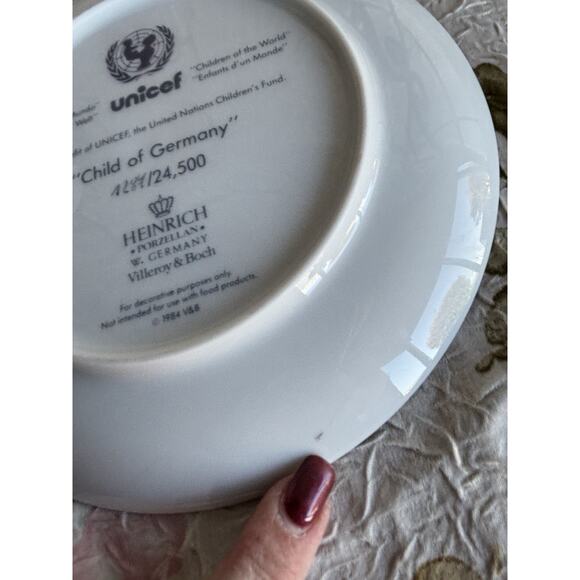 unicef
"Children of the World"
"Enfants d'un Monde"
of UNICEF, the United Nations Children's Fund.
"Child of Germany"
/24,500
HEINRICH
• PORZELLAN •
W. GERMANY
Villeroy & Boch
For decorative purposes only.
Not intended for use with food products.
© 1984 V&B